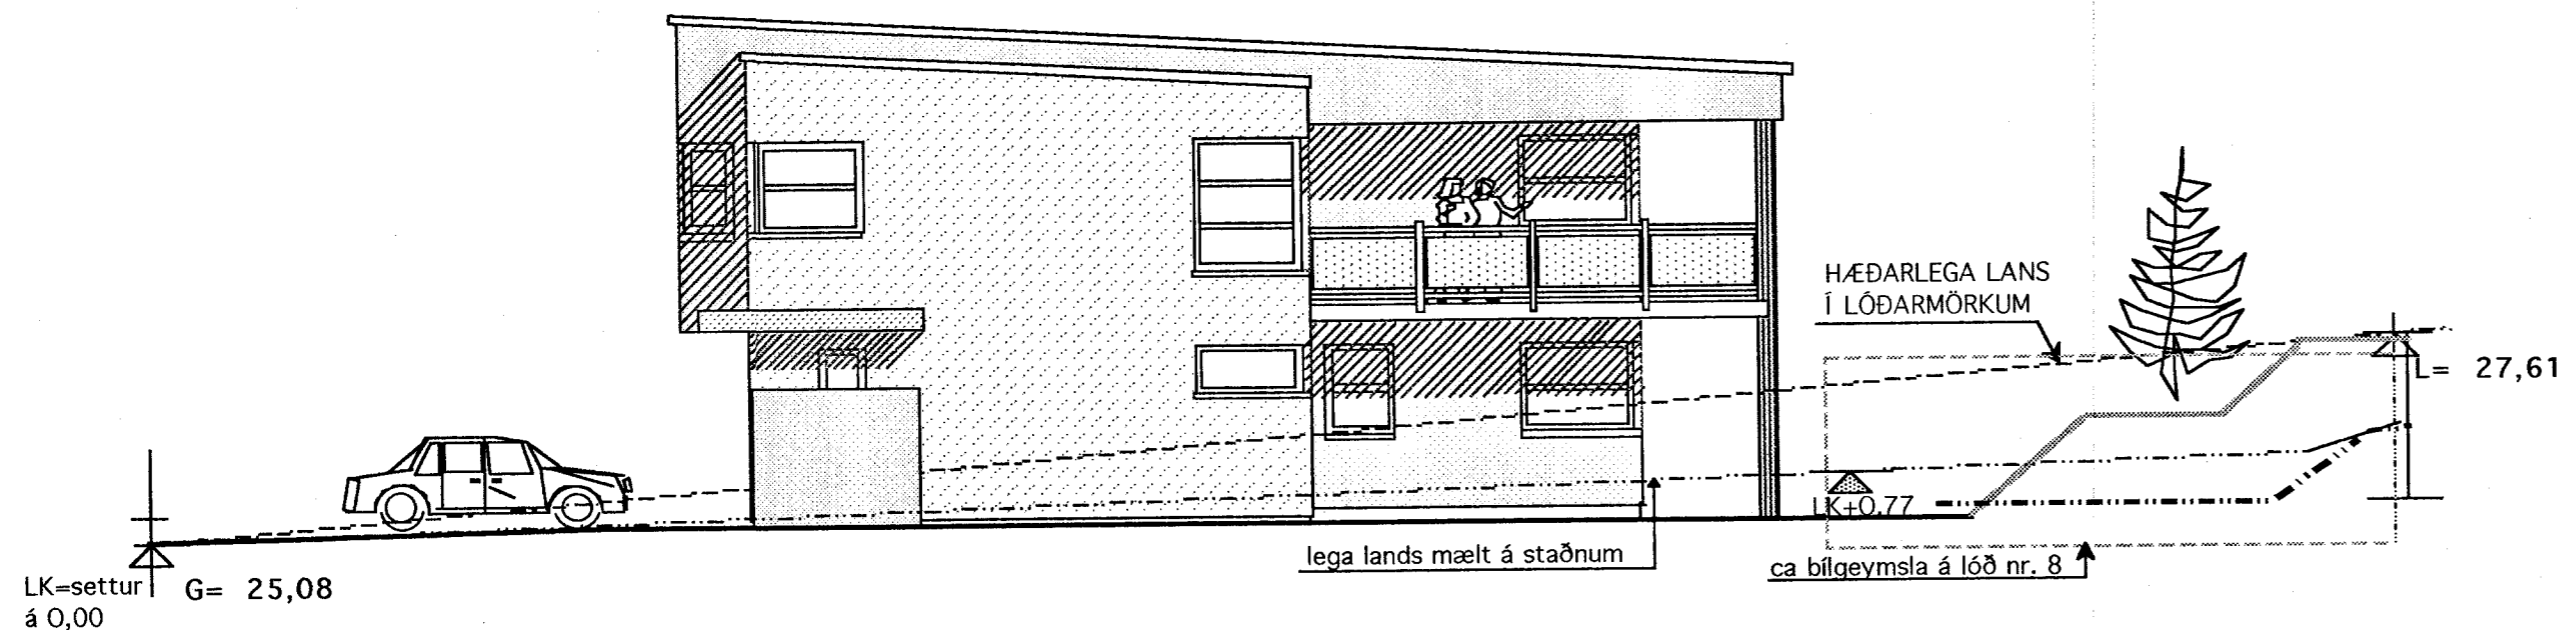 HÆÐARLEGA LANS
Í LÓÐARMÖRKUM
L= 27,61
LK+0.77
lega lands mælt á staðnum
ca bílgeymsla á lóð nr. 8
LK=settur
á 0,00
G= 25,08